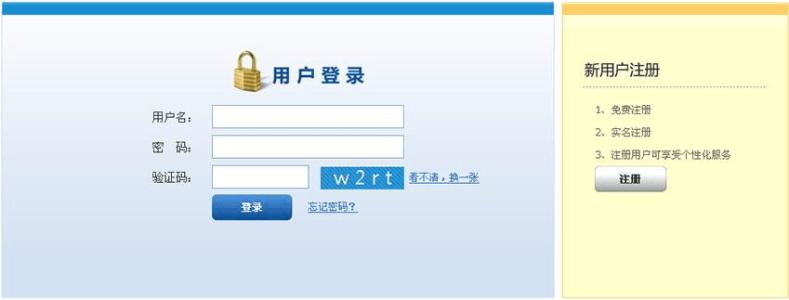 用户登录
用户名：
密　码：
验证码： w2rt 看不清，换一张
登录 忘记密码？
新用户注册
1、免费注册
2、实名注册
3、注册用户可享受个性化服务
注册